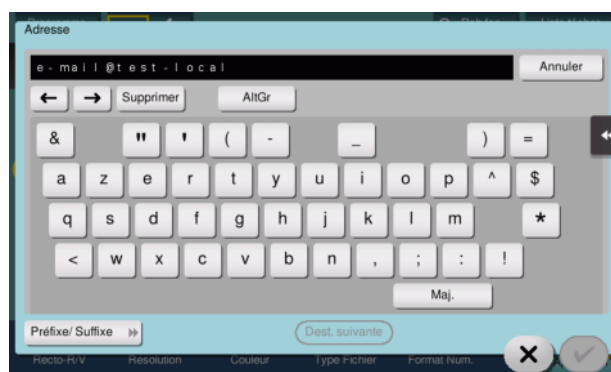 Adresse
e-mail@test-local
Annuler
← → Supprimer AltGr
& " ' ( - _ ) =
a z e r t y u i o p ^ $
q s d f g h j k l m *
< w x c v b n , ; : !
Maj.
Préfixe/ Suffixe
Dest. suivante
Recto-R/V Résolution Couleur Type Fichier Format Num.